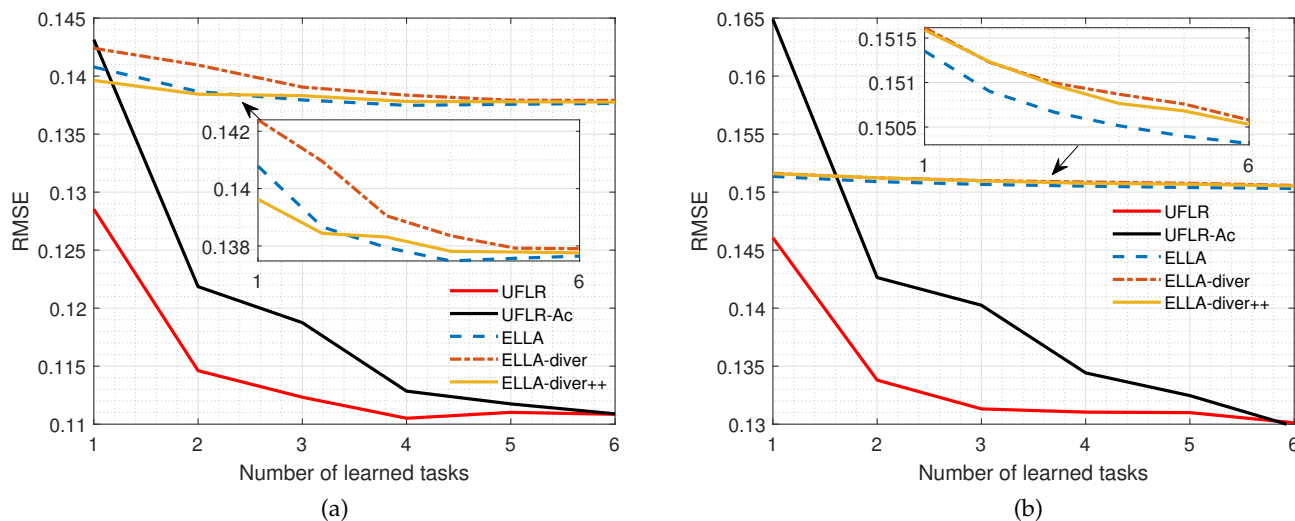 0.145
0.14
0.135
0.13
0.125
0.12
0.115
0.11
RMSE
1 2 3 4 5 6
Number of learned tasks
0.142
0.14
0.138
1 6
UFLR
UFLR-Ac
ELLA
ELLA-diver
ELLA-diver++
(a)
0.165
0.16
0.155
0.15
0.145
0.14
0.135
0.13
RMSE
1 2 3 4 5 6
Number of learned tasks
0.1515
0.151
0.1505
1 6
UFLR
UFLR-Ac
ELLA
ELLA-diver
ELLA-diver++
(b)